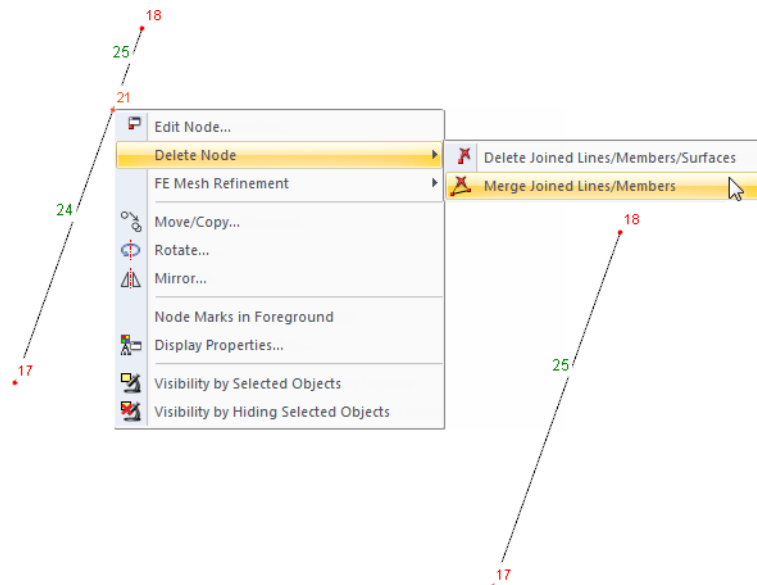 18
25
21
Edit Node...
Delete Node
FE Mesh Refinement
Delete Joined Lines/Members/Surfaces
Merge Joined Lines/Members
24
Move/Copy...
Rotate...
Mirror...
Node Marks in Foreground
Display Properties...
Visibility by Selected Objects
Visibility by Hiding Selected Objects
17
18
25
17